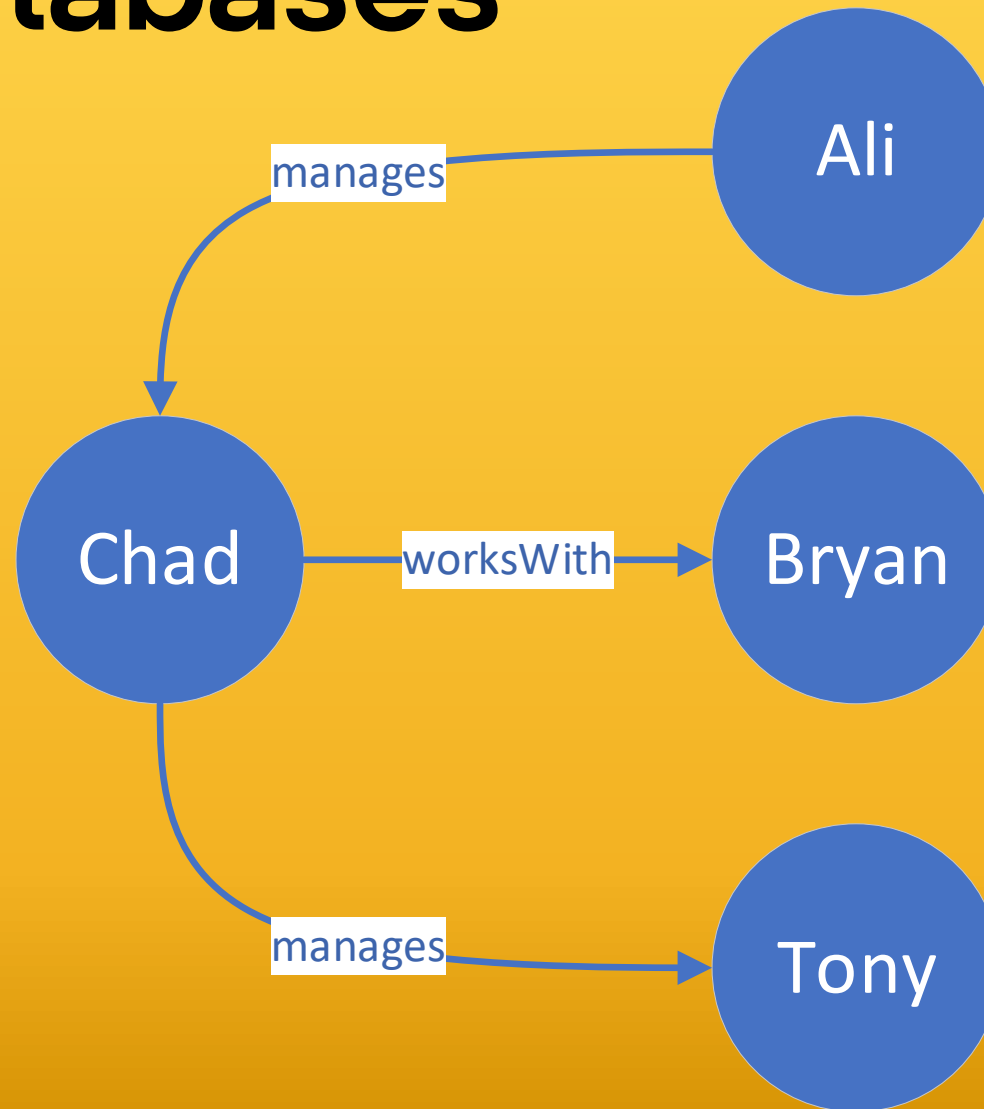 tabases
Ali
manages
Chad
worksWith
Bryan
manages
Tony